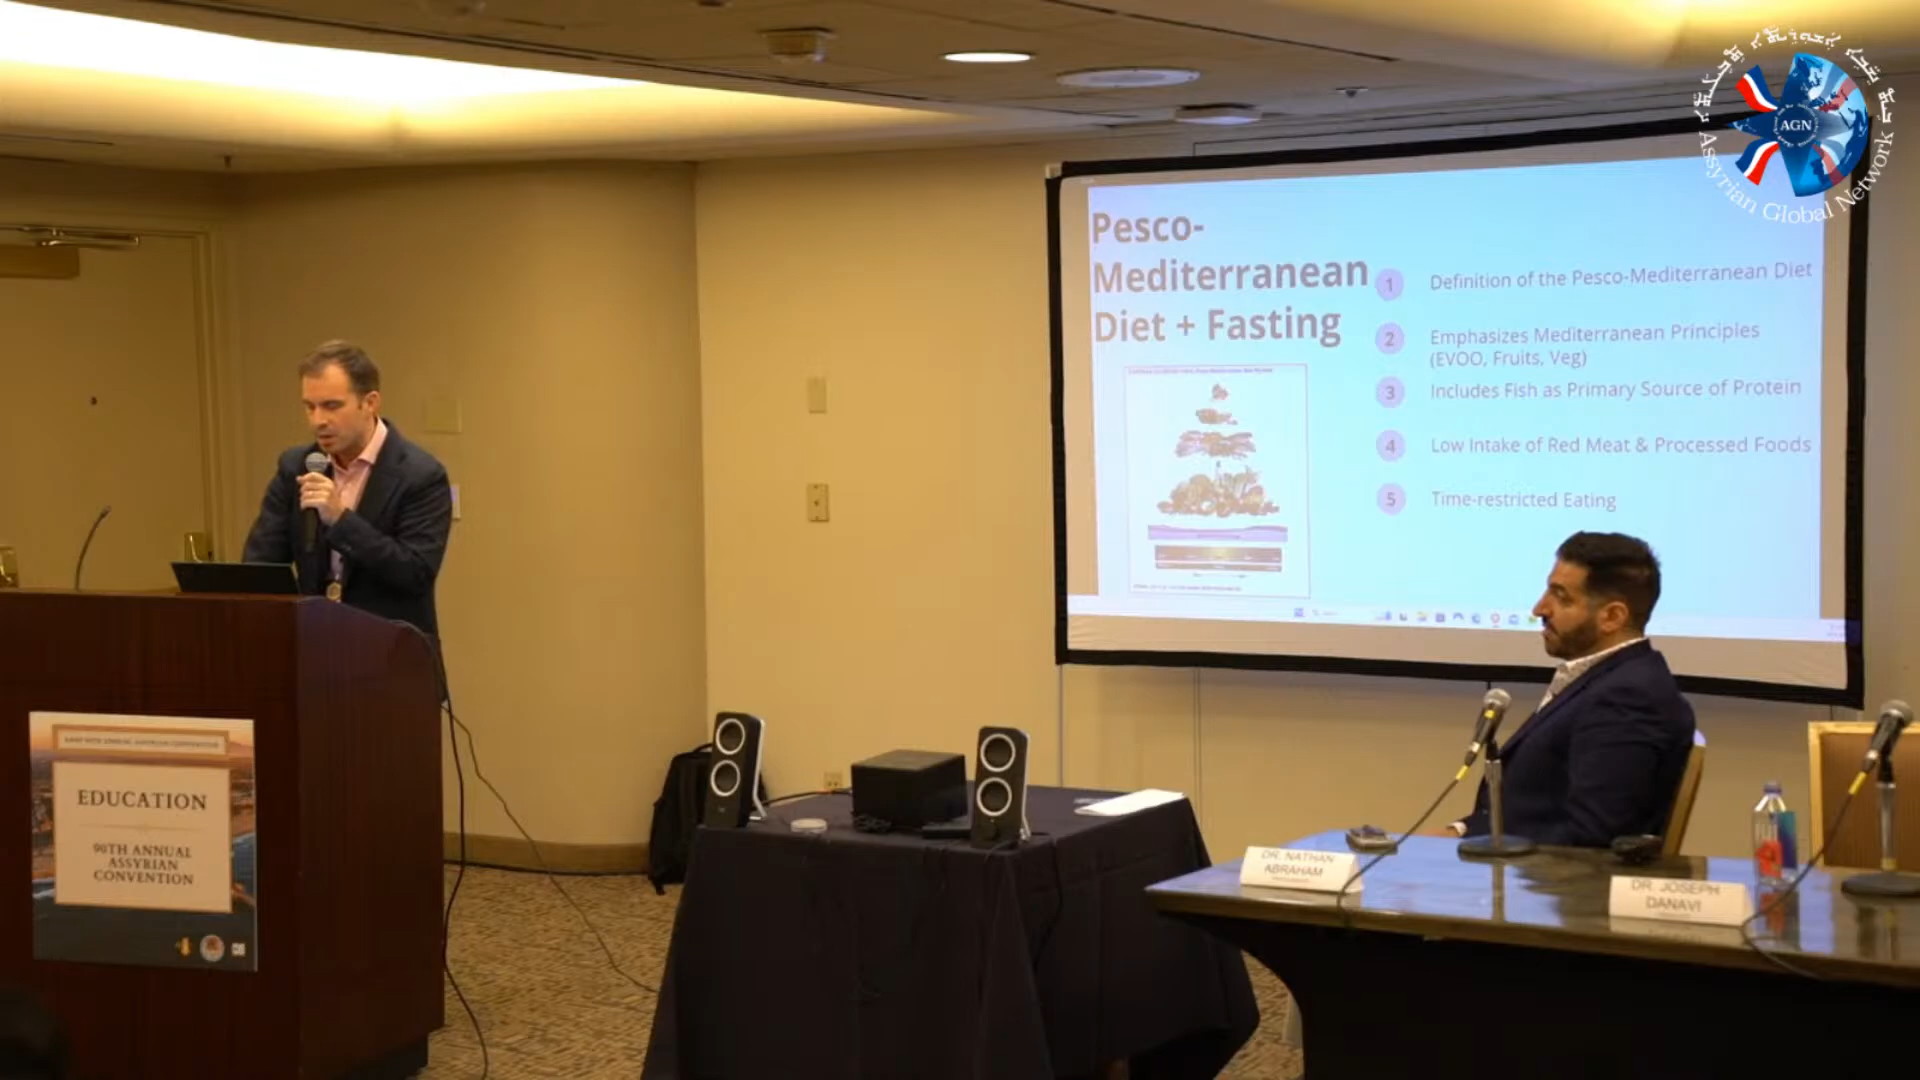 AGN
Assyrian Global Network
Pesco-
Mediterranean
Diet + Fasting
1 Definition of the Pesco-Mediterranean Diet
2 Emphasizes Mediterranean Principles
(EVOO, Fruits, Veg)
3 Includes Fish as Primary Source of Protein
4 Low Intake of Red Meat & Processed Foods
5 Time-restricted Eating
EDUCATION
90TH ANNUAL
ASSYRIAN
CONVENTION
DR. NATHAN
ABRAHAM
DR. JOSEPH
DANAVI